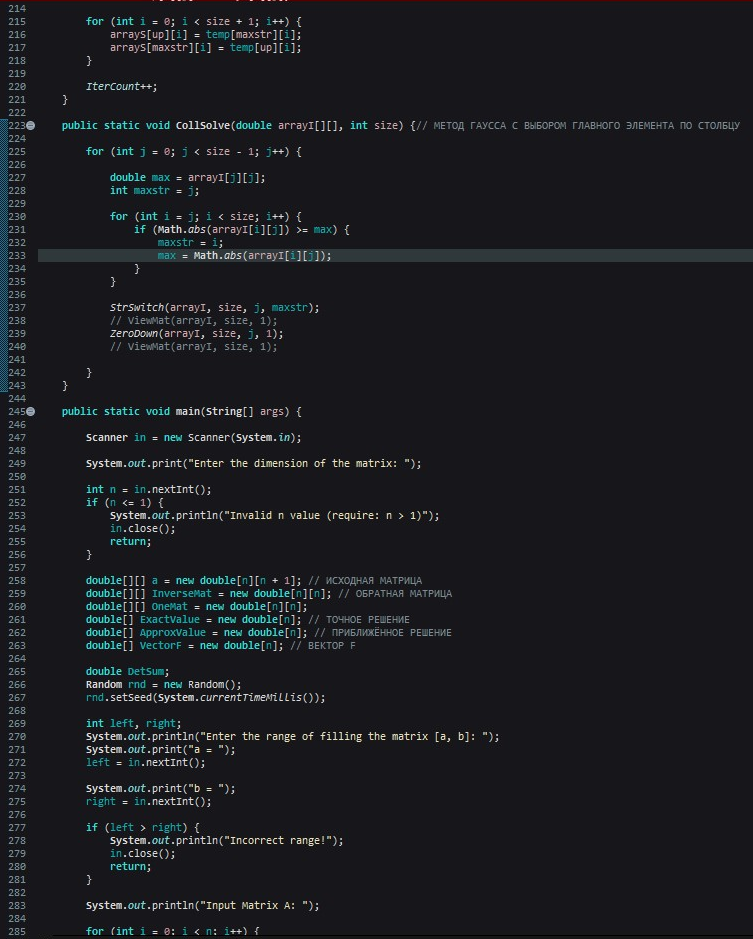 214
215 for (int i = 0; i < size + 1; i++) {
216 arrayS[up][i] = temp[maxstr][i];
217 arrayS[maxstr][i] = temp[up][i];
218 }
219
220 IterCount++;
221 }
222
223 public static void CollSolve(double arrayI[][], int size) {// МЕТОД ГАУССА С ВЫБОРОМ ГЛАВНОГО ЭЛЕМЕНТА ПО СТОЛБЦУ
224
225 for (int j = 0; j < size - 1; j++) {
226
227 double max = arrayI[j][j];
228 int maxstr = j;
229
230 for (int i = j; i < size; i++) {
231 if (Math.abs(arrayI[i][j]) >= max) {
232 maxstr = i;
233 max = Math.abs(arrayI[i][j]);
234 }
235 }
236
237 StrSwitch(arrayI, size, j, maxstr);
238 // ViewMat(arrayI, size, 1);
239 ZeroDown(arrayI, size, j, 1);
240 // ViewMat(arrayI, size, 1);
241
242 }
243 }
244
245 public static void main(String[] args) {
246
247 Scanner in = new Scanner(System.in);
248
249 System.out.print("Enter the dimension of the matrix: ");
250
251 int n = in.nextInt();
252 if (n <= 1) {
253 System.out.println("Invalid n value (require: n > 1)");
254 in.close();
255 return;
256 }
257
258 double[][] a = new double[n][n + 1]; // ИСХОДНАЯ МАТРИЦА
259 double[][] InverseMat = new double[n][n]; // ОБРАТНАЯ МАТРИЦА
260 double[][] OneMat = new double[n][n];
261 double[] ExactValue = new double[n]; // ТОЧНОЕ РЕШЕНИЕ
262 double[] ApproxValue = new double[n]; // ПРИБЛИЖЁННОЕ РЕШЕНИЕ
263 double[] VectorF = new double[n]; // ВЕКТОР F
264
265 double DetSum;
266 Random rnd = new Random();
267 rnd.setSeed(System.currentTimeMillis());
268
269 int left, right;
270 System.out.println("Enter the range of filling the matrix [a, b]: ");
271 System.out.print("a = ");
272 left = in.nextInt();
273
274 System.out.print("b = ");
275 right = in.nextInt();
276
277 if (left > right) {
278 System.out.println("Incorrect range!");
279 in.close();
280 return;
281 }
282
283 System.out.println("Input Matrix A: ");
284
285 for (int i = 0; i < n; i++) {